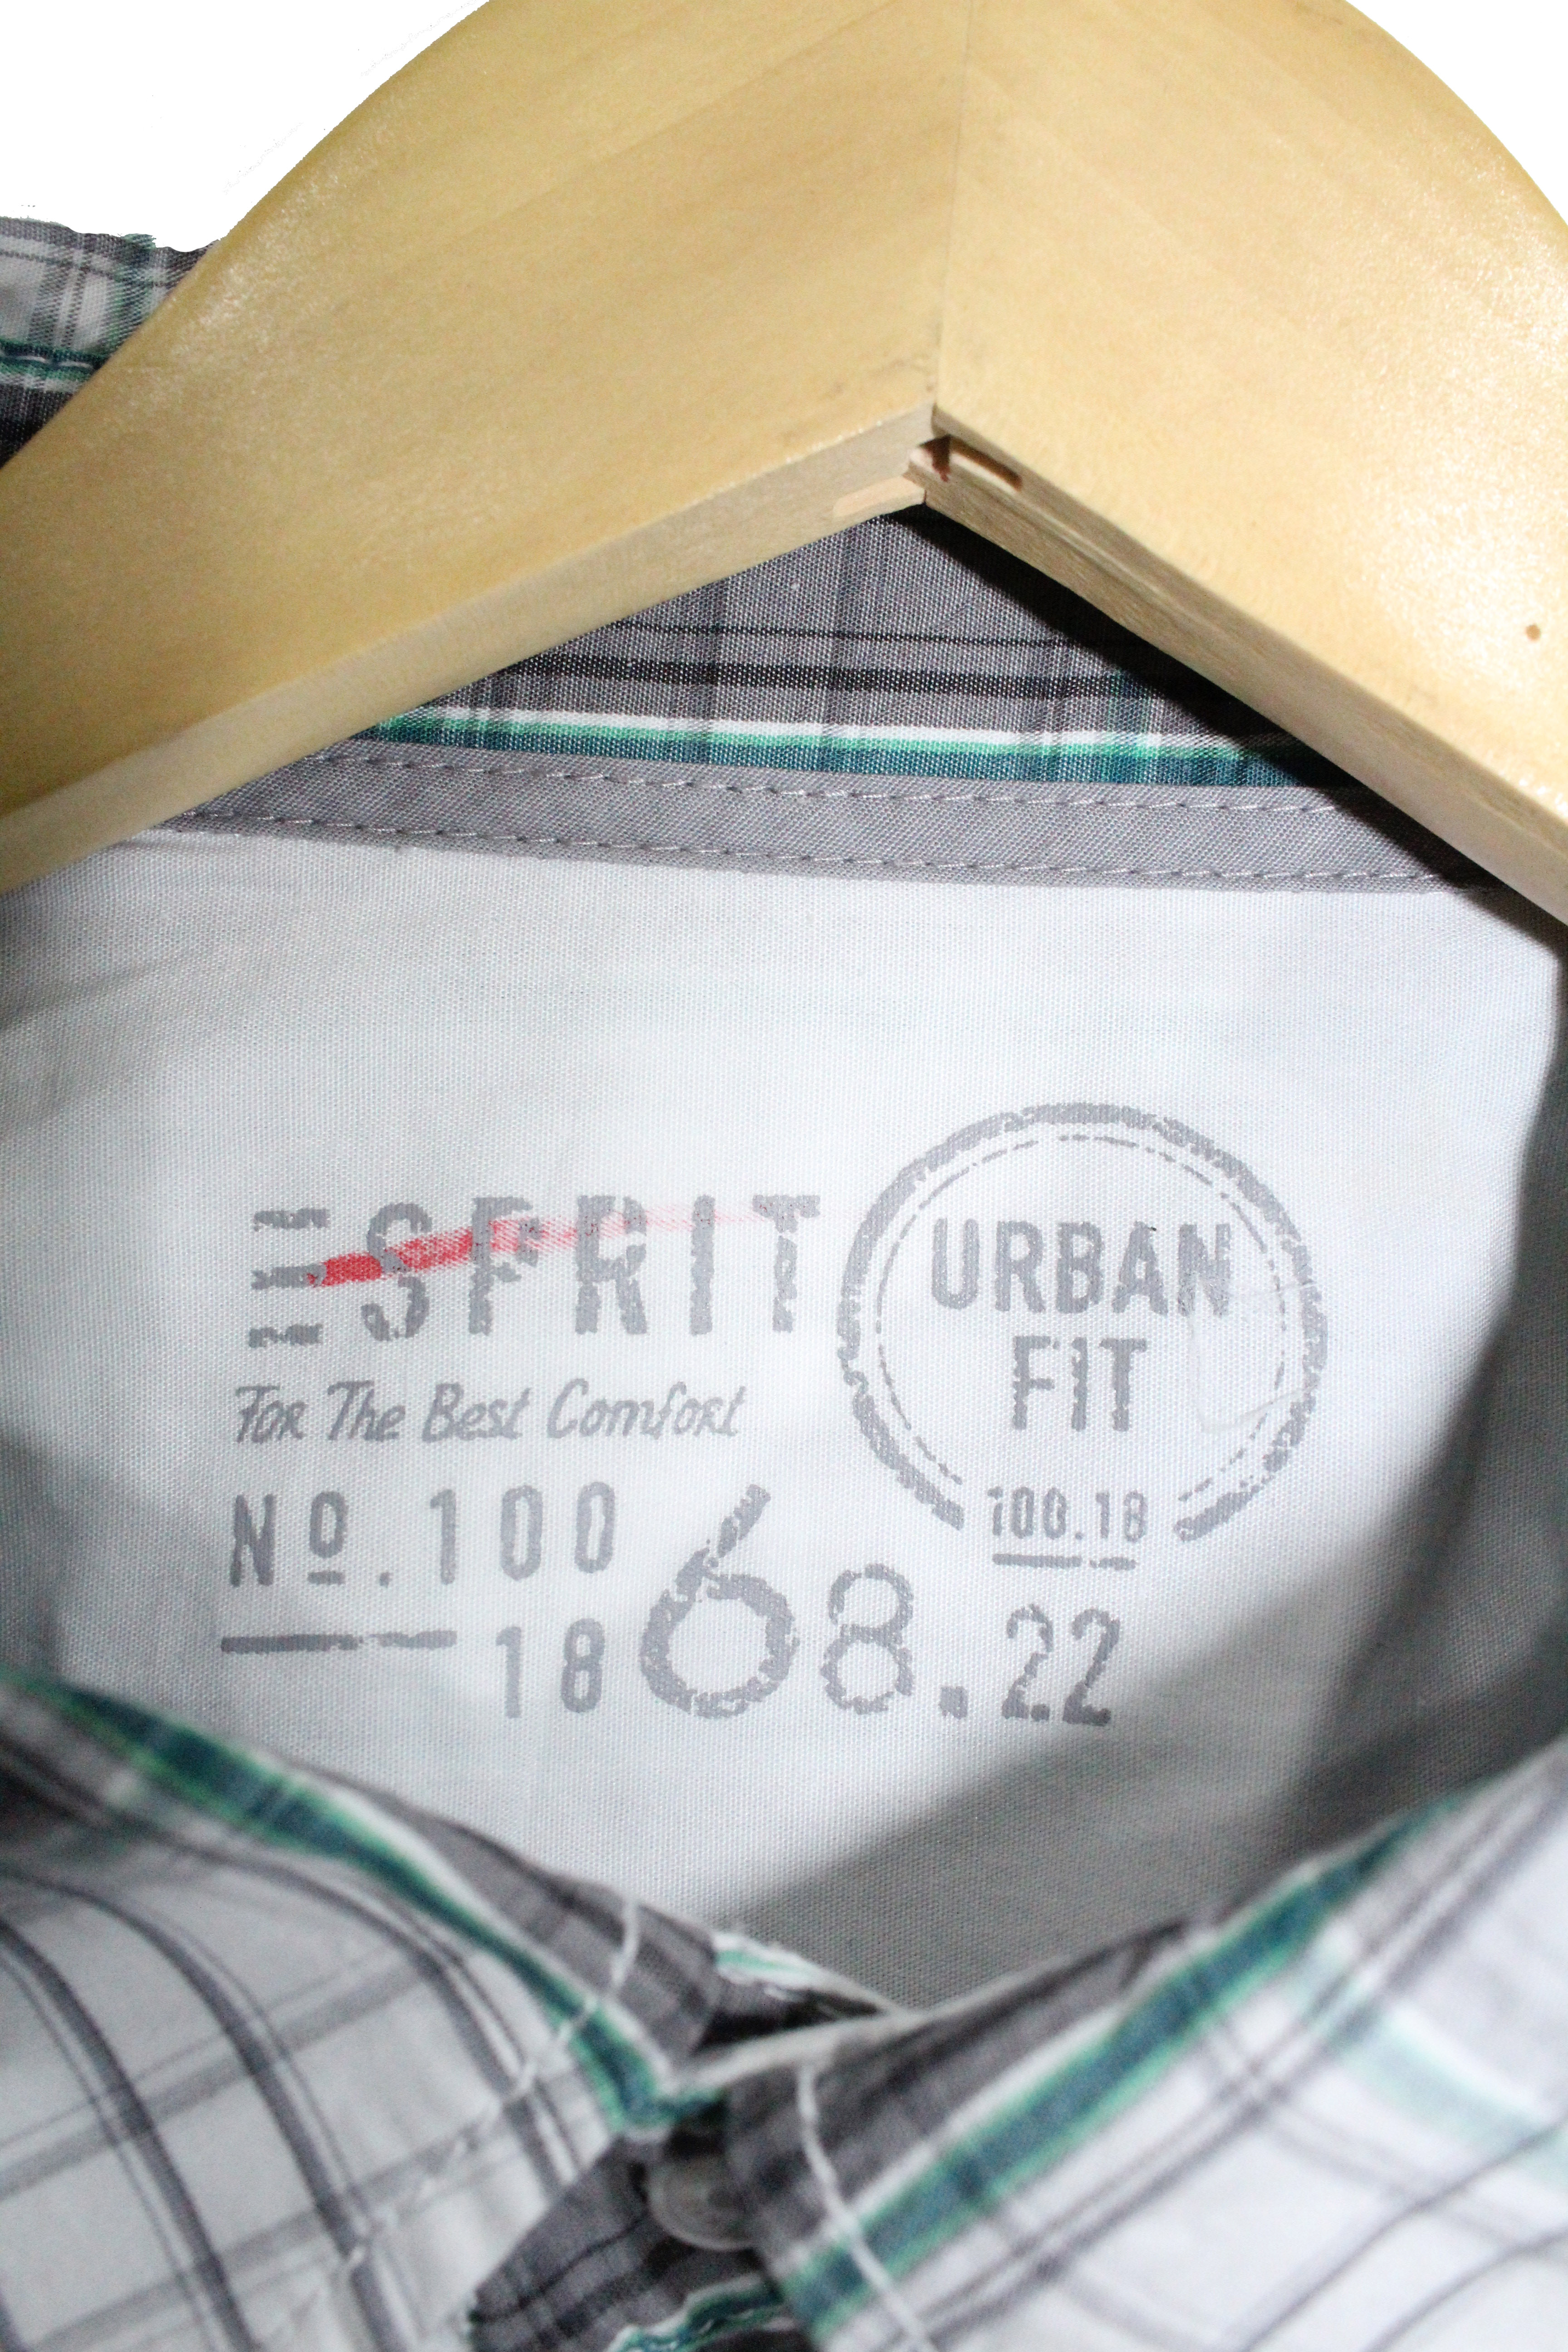 ESPRIT
For The Best Comfort
No. 100
1868.22
URBAN
FIT
100.18